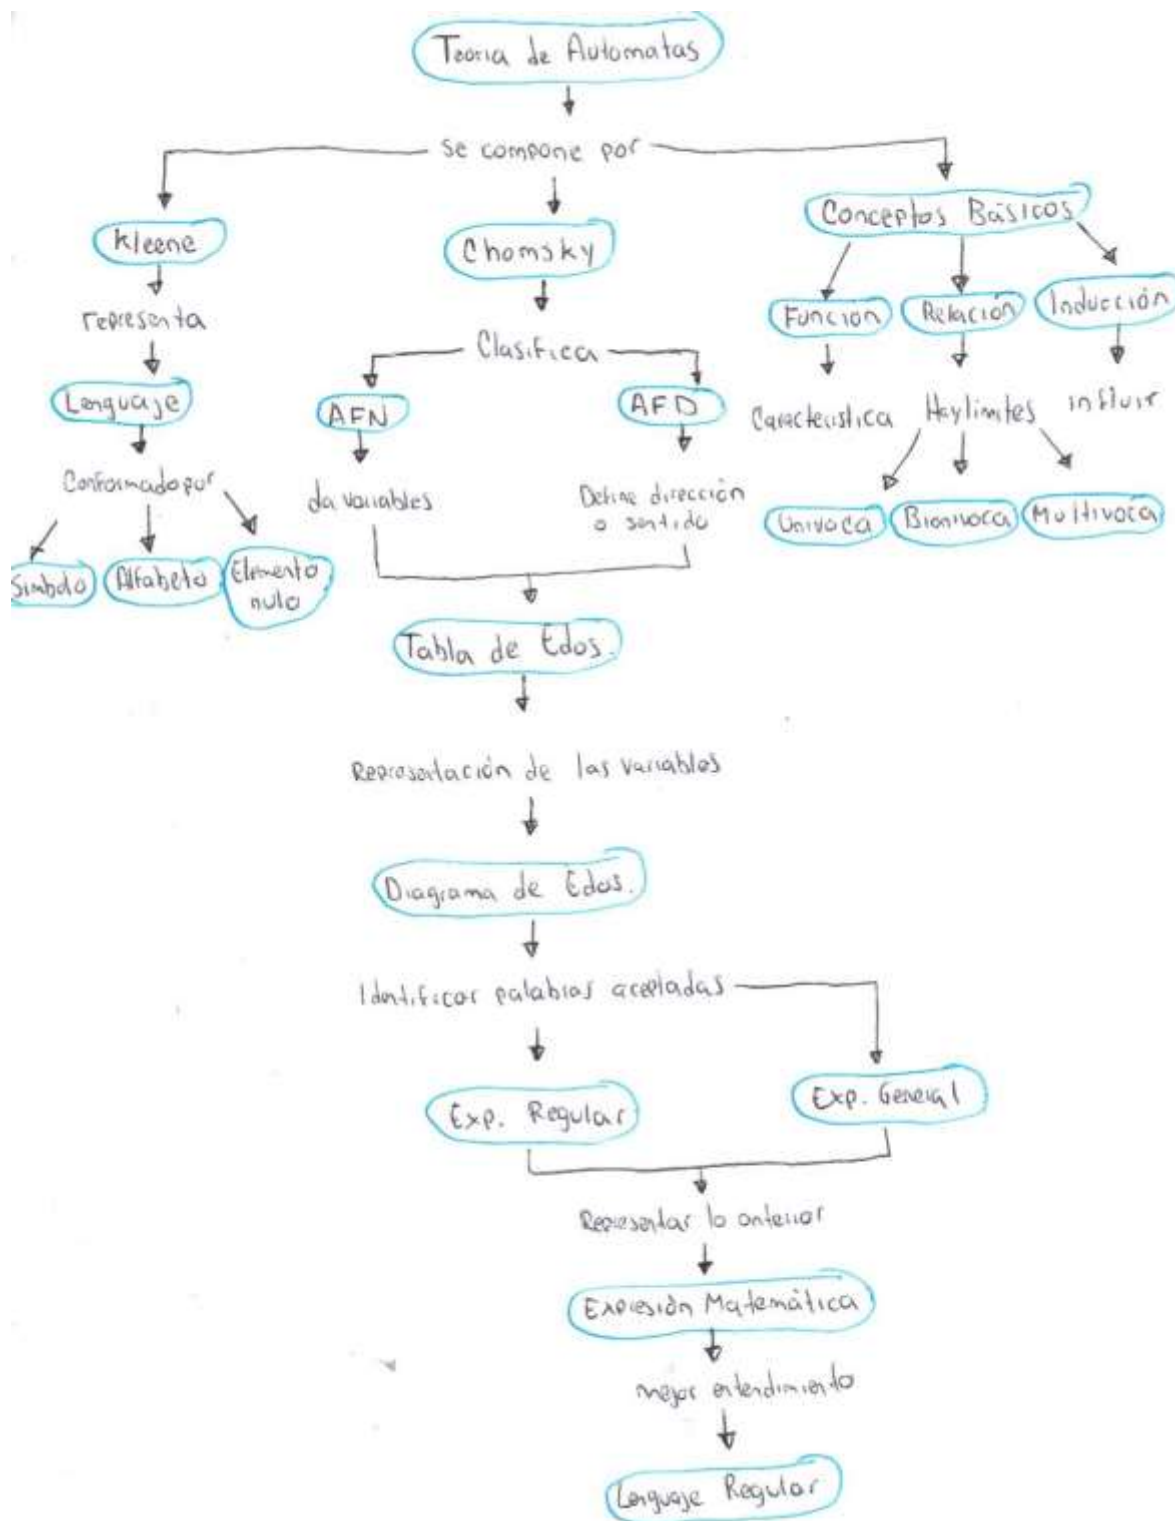 Teoria de Automatas
Se compone por
Kleene
Chomsky
Conceptos Básicos
representa
Clasifica
Funcion
Relación
Inducción
Lenguaje
AFN
AFD
Caracteristica
Hay limites
influir
Conformado por
da variables
Define dirección
o sentido
Univoca
Bionivoca
Multivoca
Simbolo
Alfabeto
Elemento
nulo
Tabla de Edos.
Representación de las variables
Diagrama de Edos.
Identificar palabras aceptadas
Exp. Regular
Exp. General
Representar lo anterior
Expresión Matemática
mejor entendimiento
Lenguaje Regular